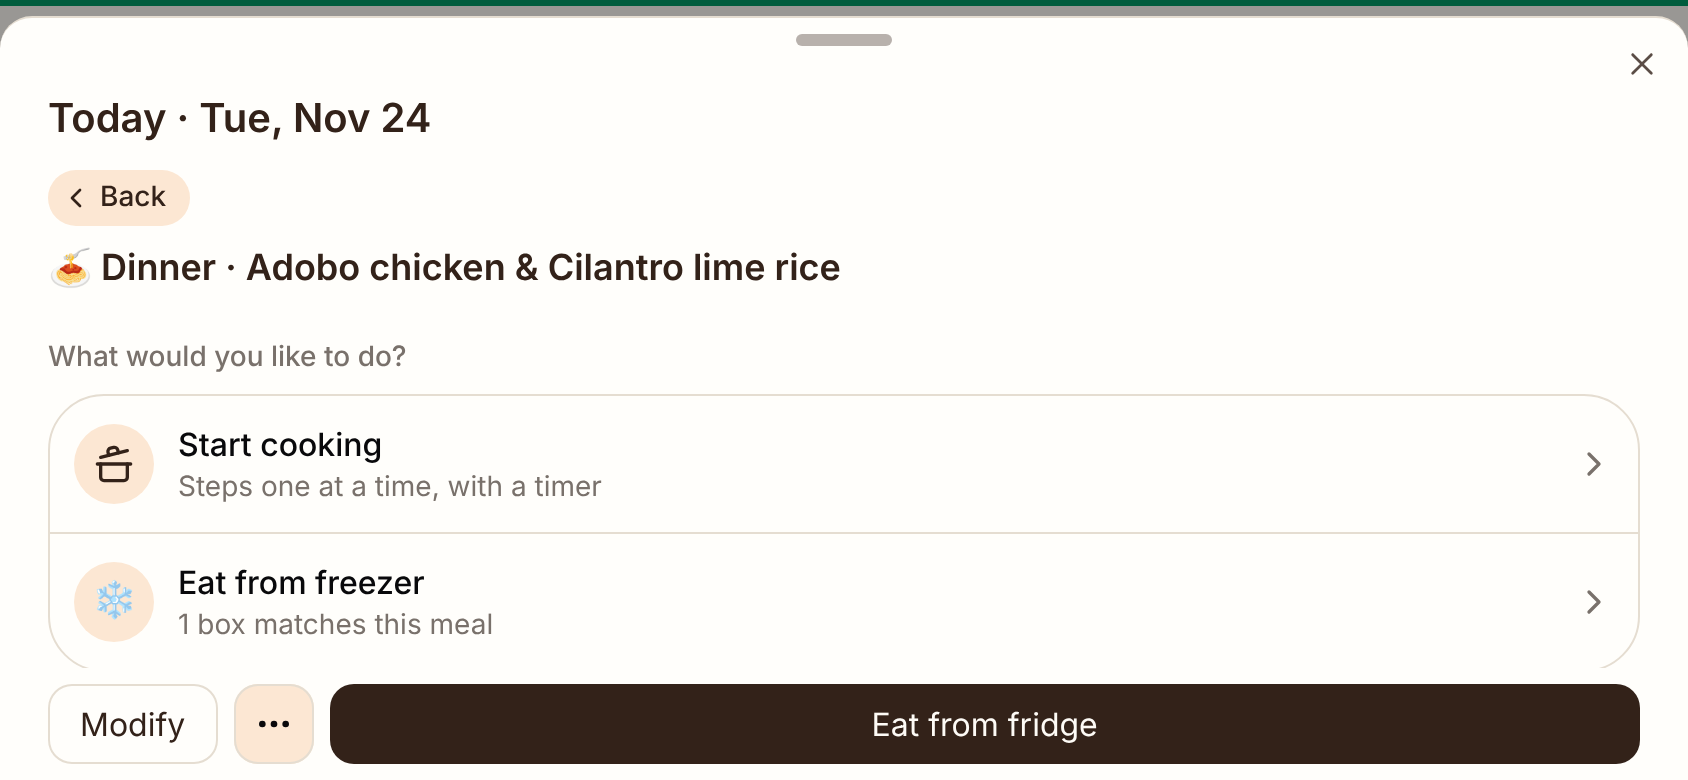 Today · Tue, Nov 24
Back
Dinner · Adobo chicken & Cilantro lime rice
What would you like to do?
Start cooking
Steps one at a time, with a timer
Eat from freezer
1 box matches this meal
Modify
Eat from fridge